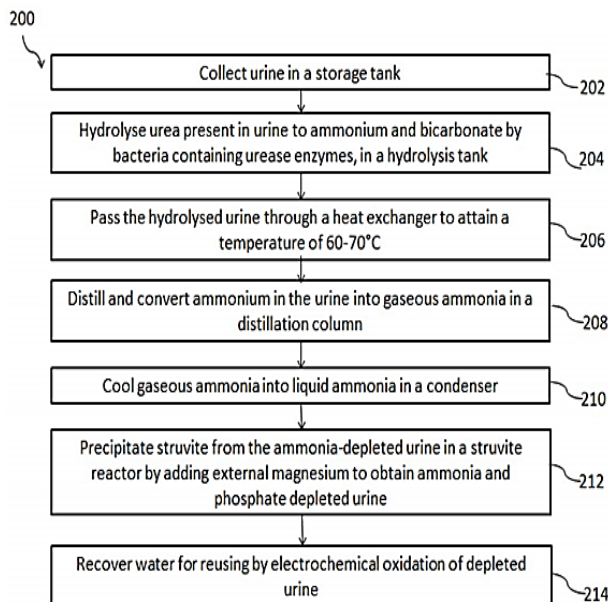 200
Collect urine in a storage tank
202
Hydrolyse urea present in urine to ammonium and bicarbonate by
bacteria containing urease enzymes, in a hydrolysis tank
204
Pass the hydrolysed urine through a heat exchanger to attain a
temperature of 60-70°C
206
Distill and convert ammonium in the urine into gaseous ammonia in a
distillation column
208
Cool gaseous ammonia into liquid ammonia in a condenser
210
Precipitate struvite from the ammonia-depleted urine in a struvite
reactor by adding external magnesium to obtain ammonia and
phosphate depleted urine
212
Recover water for reusing by electrochemical oxidation of depleted
urine
214